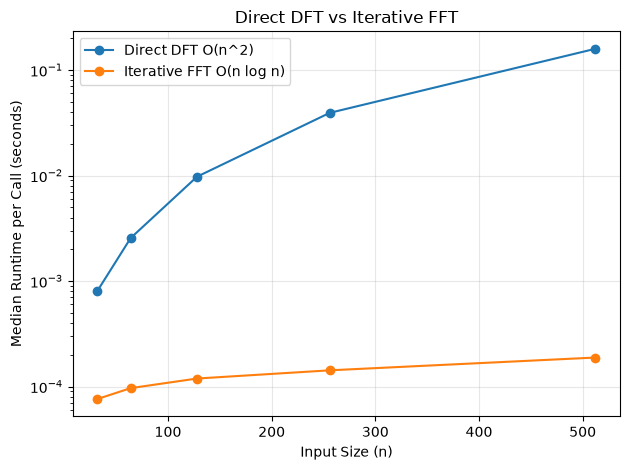 Direct DFT vs Iterative FFT
Direct DFT O(n^2)
Iterative FFT O(n log n)
Median Runtime per Call (seconds)
10⁻¹
10⁻²
10⁻³
10⁻⁴
100 200 300 400 500
Input Size (n)